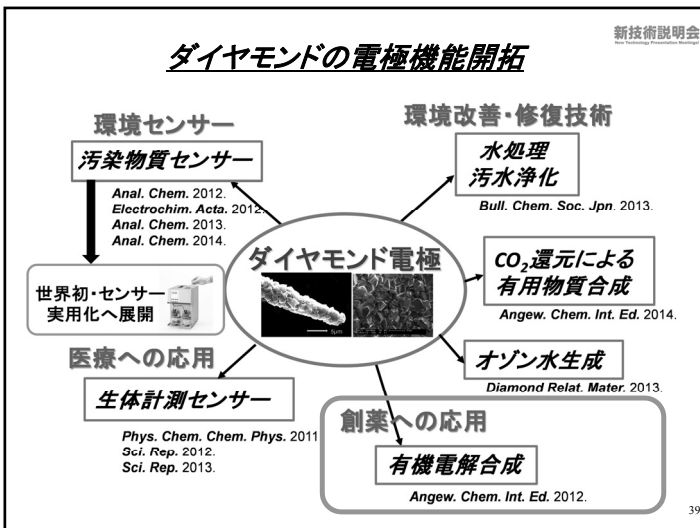 新技術説明会
New Technology Presentation Meetings!
ダイヤモンドの電極機能開拓
環境センサー
汚染物質センサー
Anal. Chem. 2012.
Electrochim. Acta. 2012.
Anal. Chem. 2013.
Anal. Chem. 2014.
世界初・センサー
実用化へ展開
環境改善・修復技術
水処理
汚水浄化
Bull. Chem. Soc. Jpn. 2013.
ダイヤモンド電極
5μm
CO₂還元による
有用物質合成
Angew. Chem. Int. Ed. 2014.
オゾン水生成
Diamond Relat. Mater. 2013.
医療への応用
生体計測センサー
Phys. Chem. Chem. Phys. 2011
Sci. Rep. 2012.
Sci. Rep. 2013.
創薬への応用
有機電解合成
Angew. Chem. Int. Ed. 2012.
39